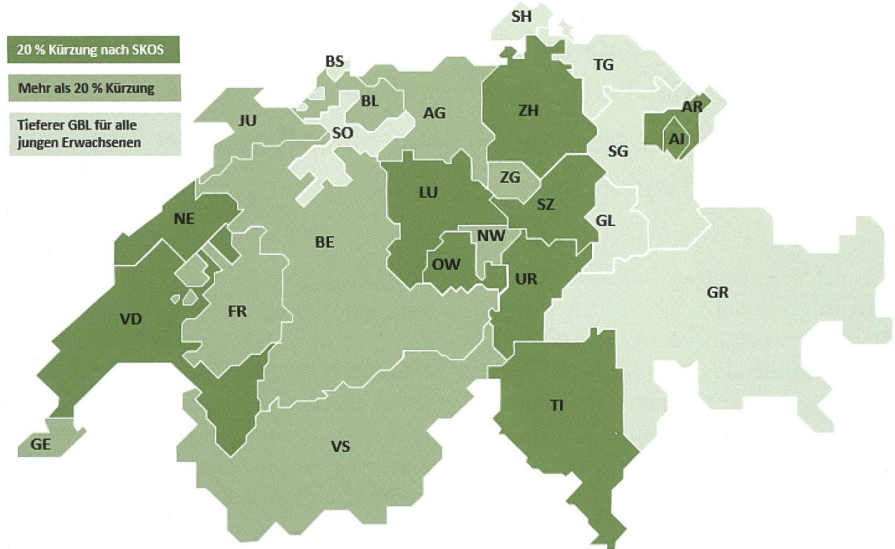 20 % Kürzung nach SKOS
Mehr als 20 % Kürzung
Tieferer GBL für alle
jungen Erwachsenen
SH
BS
TG
BL
AG
ZH
AR
JU
SO
AI
SG
ZG
LU
SZ
NE
GL
BE
NW
OW
UR
GR
VD
FR
TI
GE
VS